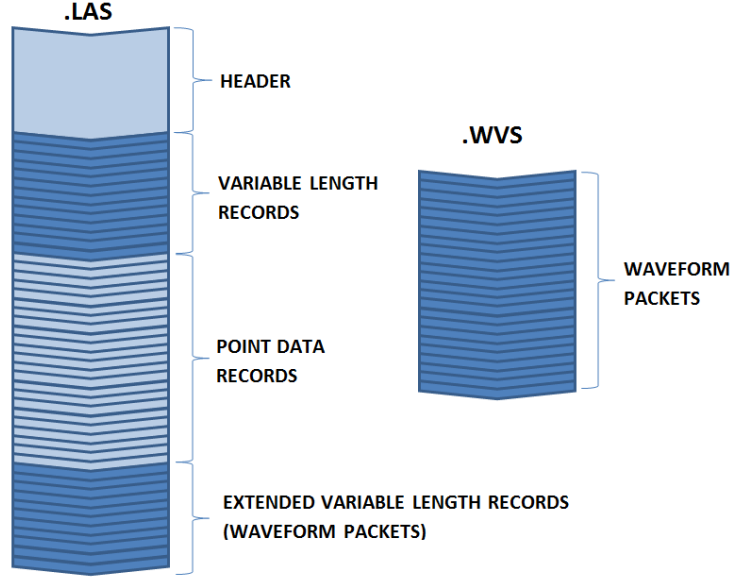 .LAS
HEADER
VARIABLE LENGTH
RECORDS
POINT DATA
RECORDS
EXTENDED VARIABLE LENGTH RECORDS
(WAVEFORM PACKETS)
.WVS
WAVEFORM
PACKETS